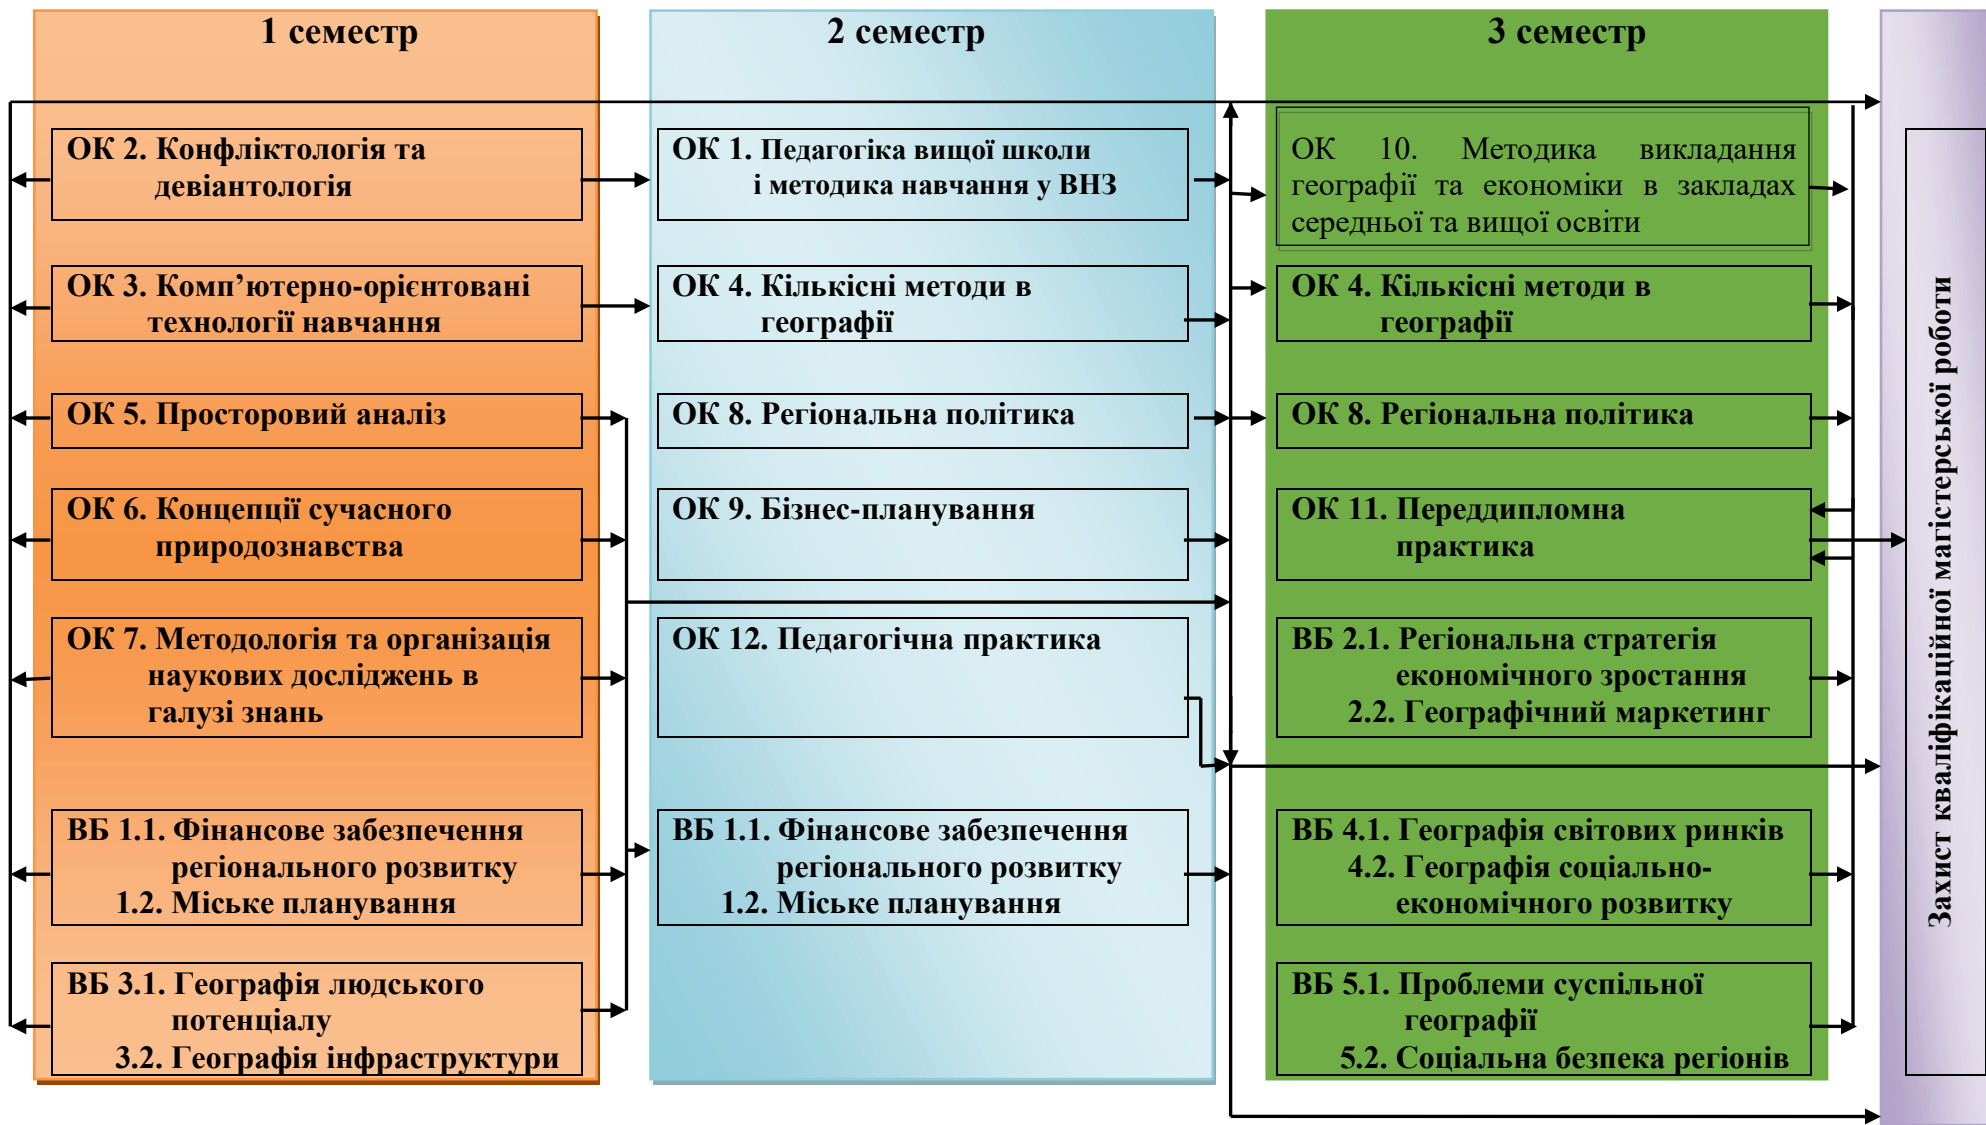 1 семестр
ОК 2. Конфліктологія та
девіантологія
ОК 3. Комп’ютерно-орієнтовані
технології навчання
ОК 5. Просторовий аналіз
ОК 6. Концепції сучасного
природознавства
ОК 7. Методологія та організація
наукових досліджень в
галузі знань
ВБ 1.1. Фінансове забезпечення
регіонального розвитку
1.2. Міське планування
ВБ 3.1. Географія людського
потенціалу
3.2. Географія інфраструктури
2 семестр
ОК 1. Педагогіка вищої школи
і методика навчання у ВНЗ
ОК 4. Кількісні методи в
географії
ОК 8. Регіональна політика
ОК 9. Бізнес-планування
ОК 12. Педагогічна практика
ВБ 1.1. Фінансове забезпечення
регіонального розвитку
1.2. Міське планування
3 семестр
ОК 10. Методика викладання
географії та економіки в закладах
середньої та вищої освіти
ОК 4. Кількісні методи в
географії
ОК 8. Регіональна політика
ОК 11. Переддипломна
практика
ВБ 2.1. Регіональна стратегія
економічного зростання
2.2. Географічний маркетинг
ВБ 4.1. Географія світових ринків
4.2. Географія соціально-
економічного розвитку
ВБ 5.1. Проблеми суспільної
географії
5.2. Соціальна безпека регіонів
Захист кваліфікаційної магістерської роботи